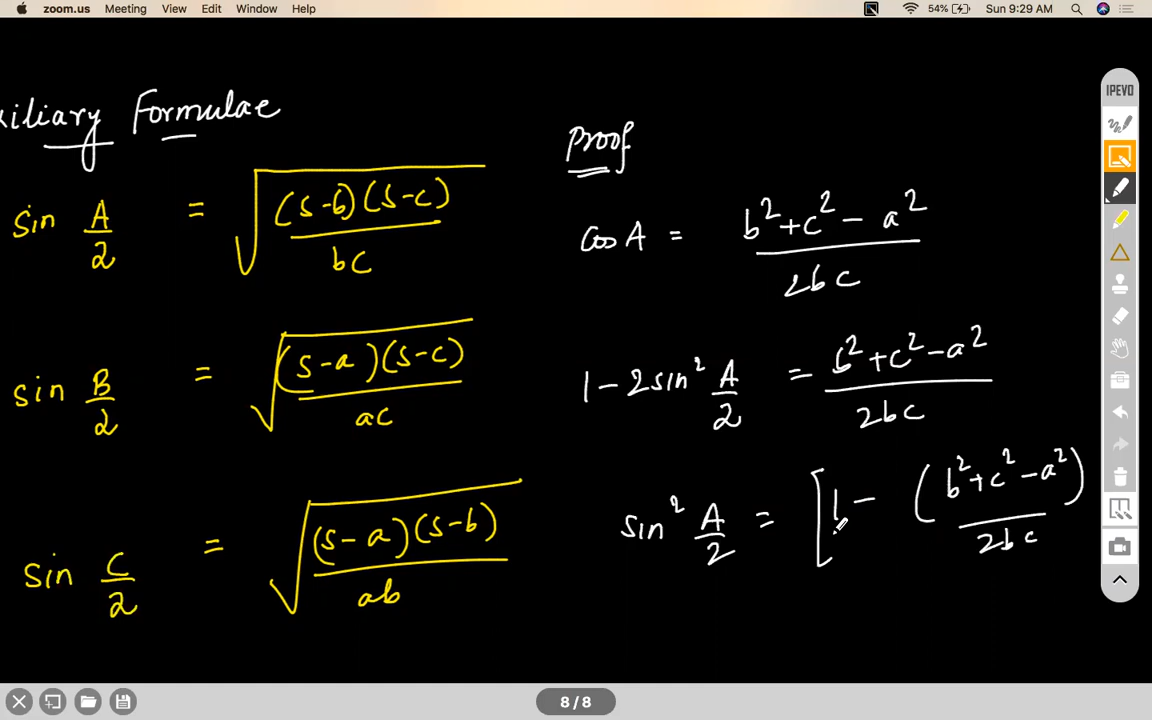 zoom.us Meeting View Edit Window Help 54% Sun 9:29 AM
xiliary Formulae
sin A/2 = √((s-b)(s-c)/bc)
sin B/2 = √((s-a)(s-c)/ac)
sin C/2 = √((s-a)(s-b)/ab)
Proof
cos A = (b²+c²-a²)/2bc
1-2sin² A/2 = (b²+c²-a²)/2bc
sin² A/2 = [1- (b²+c²-a²)/2bc
IPEVO
8/8